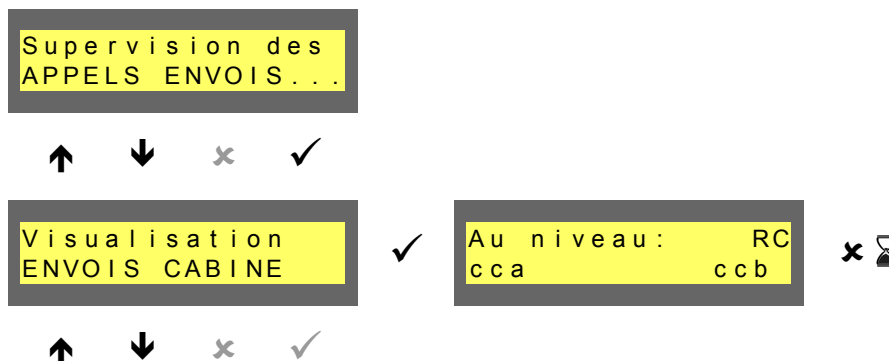 Supervision des
APPELS ENVOIS...
Visualisation
ENVOIS CABINE
Au niveau: RC
cca ccb